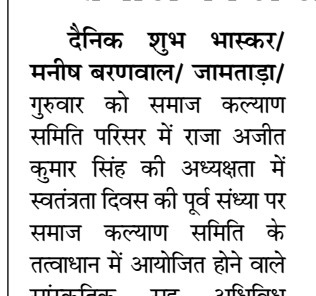 दैनिक शुभ भास्कर/
मनीष बरणवाल/ जामताड़ा/
गुरुवार को समाज कल्याण
समिति परिसर में राजा अजीत
कुमार सिंह की अध्यक्षता में
स्वतंत्रता दिवस की पूर्व संध्या पर
समाज कल्याण समिति के
तत्वाधान में आयोजित होने वाले